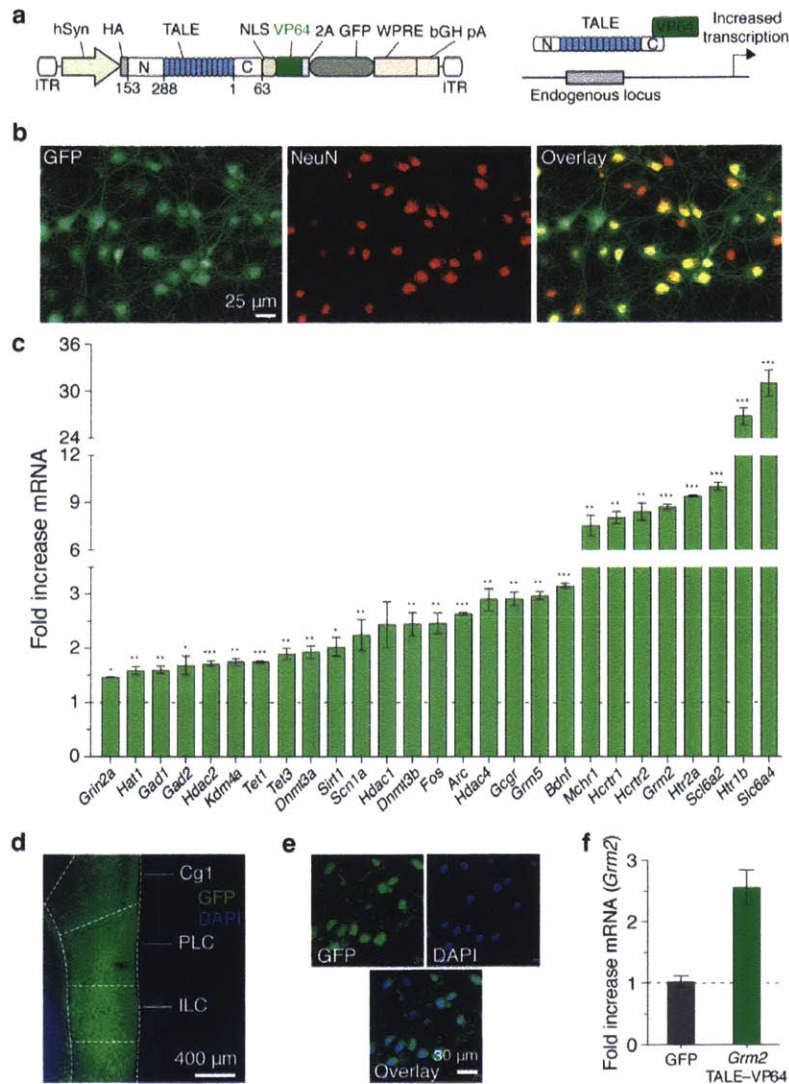 a
hSyn HA TALE NLS VP64 2A GFP WPRE bGH pA
N C
ITR 153 288 1 63 ITR
TALE VP64 Increased transcription
N C
Endogenous locus
b
GFP NeuN Overlay
25 µm
c
Fold increase mRNA
36
30
24
12
9
6
3
2
1
0
* ** ** * *** ** *** ** ** * ** ** ** *** ** ** ** *** ** ** ** *** *** *** *** ***
Grin2a Hat1 Gad1 Gad2 Hdac2 Kdm4a Tet1 Tet3 Dnmt3a Sirt1 Scn1a Hdac1 Dnmt3b Fos Arc Hdac4 Gcgr Grm5 Bdnf Mchr1 Hcrtr1 Hcrtr2 Grm2 Htr2a Scl6a2 Htr1b Slc6a4
d
Cg1
GFP
DAPI
PLC
ILC
400 µm
e
GFP DAPI
Overlay 30 µm
f
Fold increase mRNA (Grm2)
3
2
1
0
GFP Grm2
TALE–VP64